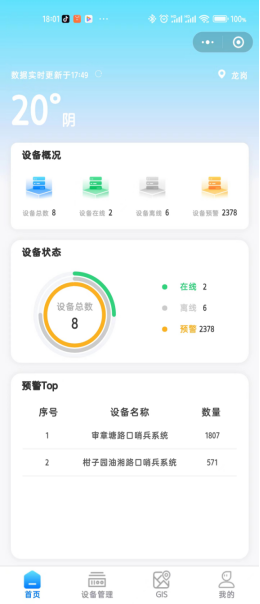 18:01 100%
数据实时更新于17:49 龙阁
20° 阴
设备概况
设备总数 8 设备在线 2 设备离线 6 设备预警 2378
设备状态
设备总数
8
在线 2
离线 6
预警 2378
预警Top
序号 设备名称 数量
1 审章塘路口哨兵系统 1807
2 柑子园油湘路口哨兵系统 571
首页 设备管理 GIS 我的